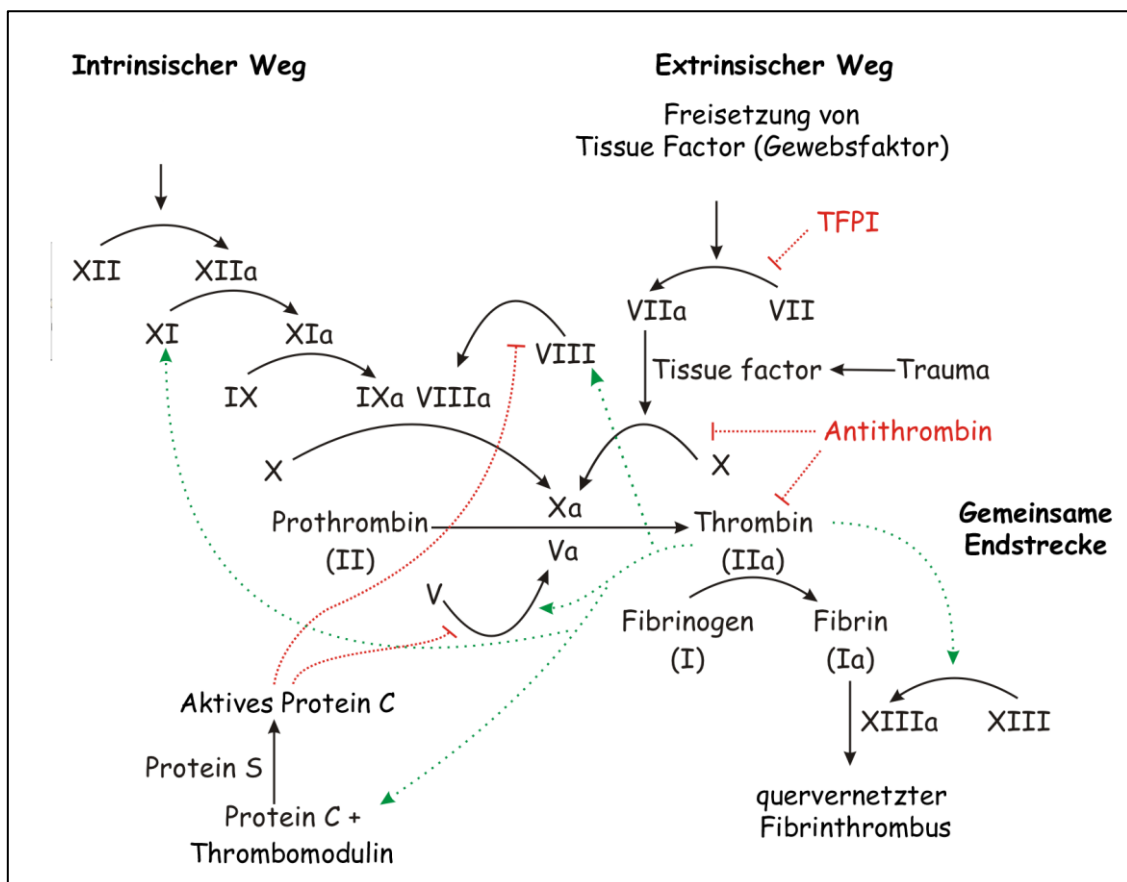 Intrinsischer Weg
Extrinsischer Weg
Freisetzung von
Tissue Factor (Gewebsfaktor)
TFPI
XII
XIIa
VIIa
VII
XI
XIa
VIII
Tissue factor
Trauma
IX
IXa
VIIIa
Antithrombin
X
X
Xa
Prothrombin
(II)
Thrombin
(IIa)
Gemeinsame
Endstrecke
Va
V
Fibrinogen
(I)
Fibrin
(Ia)
Aktives Protein C
XIIIa
XIII
Protein S
Protein C +
Thrombomodulin
quervernetzter
Fibrinthrombus